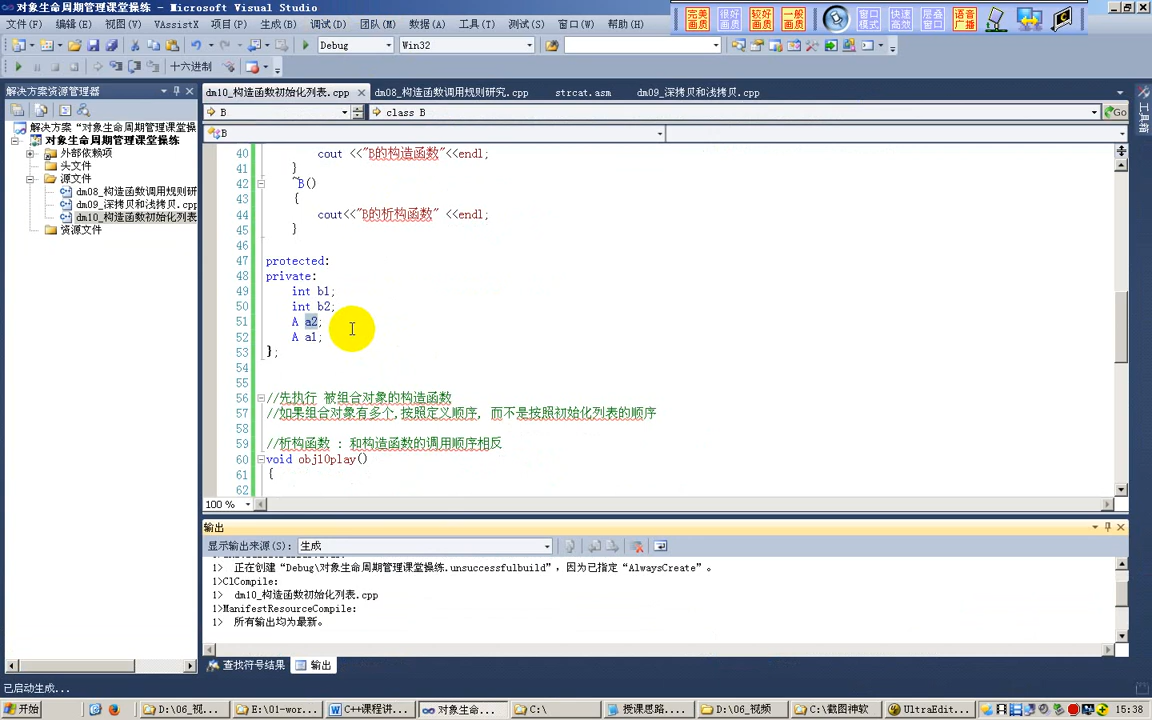 对象生命周期管理课堂操练 - Microsoft Visual Studio
文件(F) 编辑(E) 视图(V) VAssistX 项目(P) 生成(B) 调试(D) 团队(M) 数据(A) 工具(T) 测试(S) 窗口(W) 帮助(H)
完美画质 很好画质 较好画质 一般画质 窗口模式 快速高效 层叠窗口 语音广播
Debug Win32
十六进制
解决方案资源管理器
dm10_构造函数初始化列表.cpp dm08_构造函数调用规则研究.cpp strcat.asm dm09_深拷贝和浅拷贝.cpp
B class B Go
B
解决方案"对象生命周期管理课堂操
对象生命周期管理课堂操练
外部依赖项
头文件
源文件
dm08_构造函数调用规则研
dm09_深拷贝和浅拷贝.cpp
dm10_构造函数初始化列表
资源文件
工具箱
40 cout <<"B的构造函数"<<endl;
41 }
42 ~B()
43 {
44 cout<<"B的析构函数" <<endl;
45 }
46
47 protected:
48 private:
49 int b1;
50 int b2;
51 A a2;
52 A a1;
53 };
54
55
56 //先执行 被组合对象的构造函数
57 //如果组合对象有多个,按照定义顺序, 而不是按照初始化列表的顺序
58
59 //析构函数 : 和构造函数的调用顺序相反
60 void obj10play()
61 {
62
100 %
输出
显示输出来源(S): 生成
1> 正在创建"Debug\对象生命周期管理课堂操练.unsuccessfulbuild"，因为已指定"AlwaysCreate"。
1>ClCompile:
1> dm10_构造函数初始化列表.cpp
1>ManifestResourceCompile:
1> 所有输出均为最新。
查找符号结果 输出
已启动生成...
开始 D:\06_视... E:\01-wor... C++课程讲... 对象生命... C:\ 授课思路... D:\06_视频 C:\截图神软 UltraEdit... 15:38